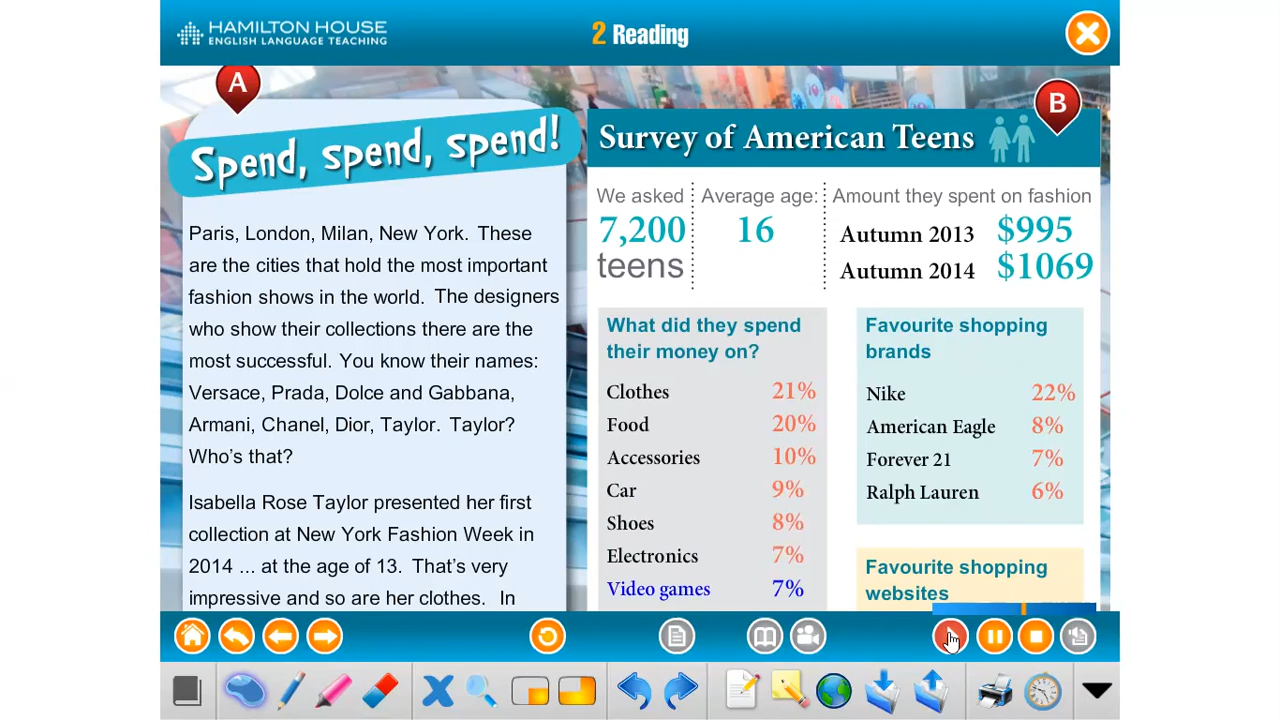 HAMILTON HOUSE
ENGLISH LANGUAGE TEACHING
2 Reading
A
Spend, spend, spend!
Paris, London, Milan, New York. These
are the cities that hold the most important
fashion shows in the world. The designers
who show their collections there are the
most successful. You know their names:
Versace, Prada, Dolce and Gabbana,
Armani, Chanel, Dior, Taylor. Taylor?
Who's that?
Isabella Rose Taylor presented her first
collection at New York Fashion Week in
2014 ... at the age of 13. That's very
impressive and so are her clothes. In
B
Survey of American Teens
We asked
7,200
teens
Average age:
16
Amount they spent on fashion
Autumn 2013 $995
Autumn 2014 $1069
What did they spend
their money on?
Clothes 21%
Food 20%
Accessories 10%
Car 9%
Shoes 8%
Electronics 7%
Video games 7%
Favourite shopping
brands
Nike 22%
American Eagle 8%
Forever 21 7%
Ralph Lauren 6%
Favourite shopping
websites